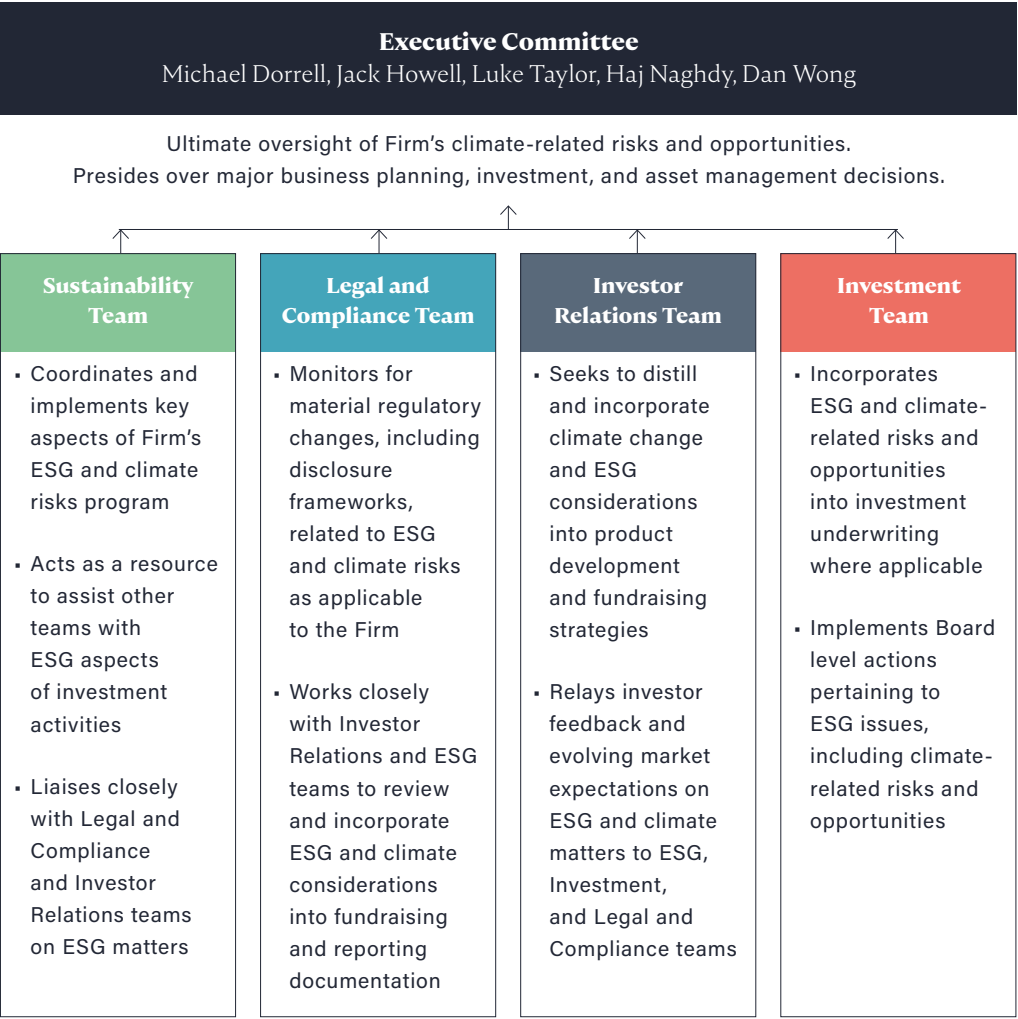 Executive Committee
Michael Dorrell, Jack Howell, Luke Taylor, Haj Naghdy, Dan Wong
Ultimate oversight of Firm’s climate-related risks and opportunities.
Presides over major business planning, investment, and asset management decisions.
Sustainability
Team
▪ Coordinates and
implements key
aspects of Firm’s
ESG and climate
risks program
▪ Acts as a resource
to assist other
teams with
ESG aspects
of investment
activities
▪ Liaises closely
with Legal and
Compliance
and Investor
Relations teams
on ESG matters
Legal and
Compliance Team
▪ Monitors for
material regulatory
changes, including
disclosure
frameworks,
related to ESG
and climate risks
as applicable
to the Firm
▪ Works closely
with Investor
Relations and ESG
teams to review
and incorporate
ESG and climate
considerations
into fundraising
and reporting
documentation
Investor
Relations Team
▪ Seeks to distill
and incorporate
climate change
and ESG
considerations
into product
development
and fundraising
strategies
▪ Relays investor
feedback and
evolving market
expectations on
ESG and climate
matters to ESG,
Investment,
and Legal and
Compliance teams
Investment
Team
▪ Incorporates
ESG and climate-
related risks and
opportunities
into investment
underwriting
where applicable
▪ Implements Board
level actions
pertaining to
ESG issues,
including climate-
related risks and
opportunities